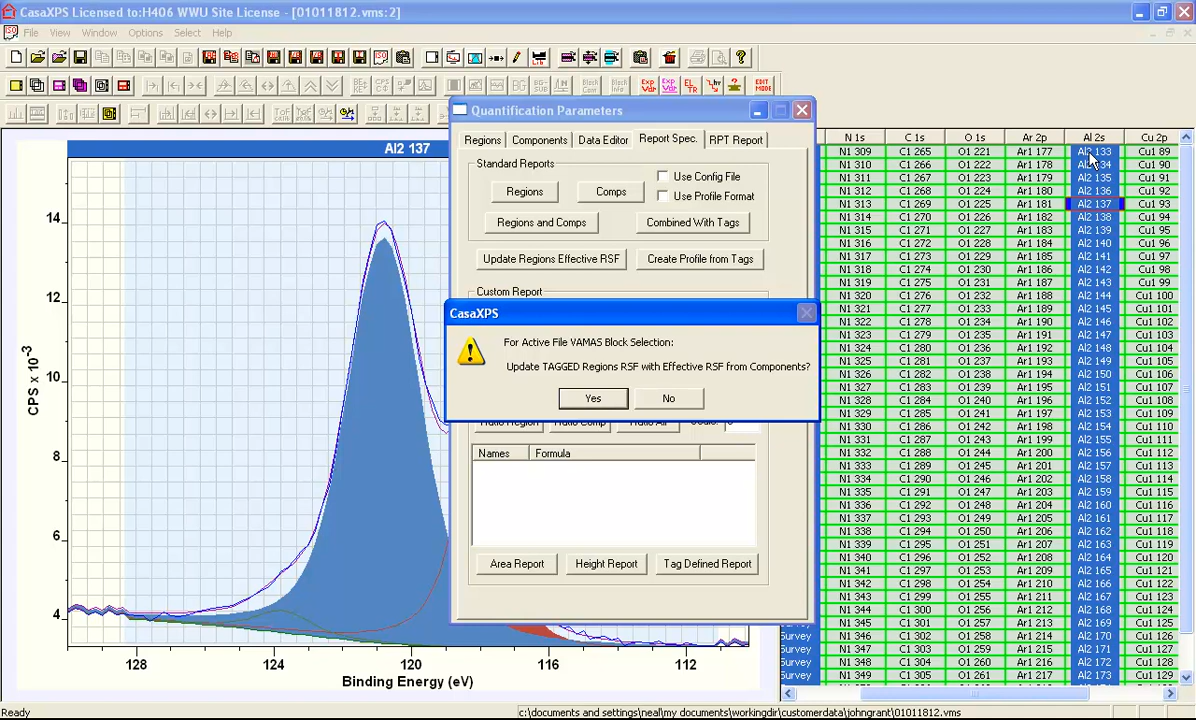 CasaXPS Licensed to:H406 WWU Site License - [01011812.vms:2]
File View Window Options Select Help
Quantification Parameters
Regions Components Data Editor Report Spec. RPT Report
Standard Reports
Regions Comps
Use Config File
Use Profile Format
Regions and Comps Combined With Tags
Update Regions Effective RSF Create Profile from Tags
Custom Report
CasaXPS
For Active File VAMAS Block Selection:
Update TAGGED Regions RSF with Effective RSF from Components?
Yes No
Names Formula
Area Report Height Report Tag Defined Report
Al2 137
CPS x 10-3
14
12
10
8
6
4
128 124 120 116 112
Binding Energy (eV)
N 1s C 1s O 1s Ar 2p Al 2s Cu 2p
N1 309 C1 265 O1 221 Ar1 177 Al2 133 Cu1 89
N1 310 C1 266 O1 222 Ar1 178 Al2 134 Cu1 90
N1 311 C1 267 O1 223 Ar1 179 Al2 135 Cu1 91
N1 312 C1 268 O1 224 Ar1 180 Al2 136 Cu1 92
N1 313 C1 269 O1 225 Ar1 181 Al2 137 Cu1 93
N1 314 C1 270 O1 226 Ar1 182 Al2 138 Cu1 94
N1 315 C1 271 O1 227 Ar1 183 Al2 139 Cu1 95
N1 316 C1 272 O1 228 Ar1 184 Al2 140 Cu1 96
N1 317 C1 273 O1 229 Ar1 185 Al2 141 Cu1 97
N1 318 C1 274 O1 230 Ar1 186 Al2 142 Cu1 98
N1 319 C1 275 O1 231 Ar1 187 Al2 143 Cu1 99
N1 320 C1 276 O1 232 Ar1 188 Al2 144 Cu1 100
N1 321 C1 277 O1 233 Ar1 189 Al2 145 Cu1 101
N1 322 C1 278 O1 234 Ar1 190 Al2 146 Cu1 102
N1 323 C1 279 O1 235 Ar1 191 Al2 147 Cu1 103
N1 324 C1 280 O1 236 Ar1 192 Al2 148 Cu1 104
N1 325 C1 281 O1 237 Ar1 193 Al2 149 Cu1 105
N1 326 C1 282 O1 238 Ar1 194 Al2 150 Cu1 106
N1 327 C1 283 O1 239 Ar1 195 Al2 151 Cu1 107
N1 328 C1 284 O1 240 Ar1 196 Al2 152 Cu1 108
N1 329 C1 285 O1 241 Ar1 197 Al2 153 Cu1 109
N1 330 C1 286 O1 242 Ar1 198 Al2 154 Cu1 110
N1 331 C1 287 O1 243 Ar1 199 Al2 155 Cu1 111
N1 332 C1 288 O1 244 Ar1 200 Al2 156 Cu1 112
N1 333 C1 289 O1 245 Ar1 201 Al2 157 Cu1 113
N1 334 C1 290 O1 246 Ar1 202 Al2 158 Cu1 114
N1 335 C1 291 O1 247 Ar1 203 Al2 159 Cu1 115
N1 336 C1 292 O1 248 Ar1 204 Al2 160 Cu1 116
N1 337 C1 293 O1 249 Ar1 205 Al2 161 Cu1 117
N1 338 C1 294 O1 250 Ar1 206 Al2 162 Cu1 118
N1 339 C1 295 O1 251 Ar1 207 Al2 163 Cu1 119
N1 340 C1 296 O1 252 Ar1 208 Al2 164 Cu1 120
N1 341 C1 297 O1 253 Ar1 209 Al2 165 Cu1 121
N1 342 C1 298 O1 254 Ar1 210 Al2 166 Cu1 122
N1 343 C1 299 O1 255 Ar1 211 Al2 167 Cu1 123
N1 344 C1 300 O1 256 Ar1 212 Al2 168 Cu1 124
Survey N1 345 C1 301 O1 257 Ar1 213 Al2 169 Cu1 125
Survey N1 346 C1 302 O1 258 Ar1 214 Al2 170 Cu1 126
Survey N1 347 C1 303 O1 259 Ar1 215 Al2 171 Cu1 127
Survey N1 348 C1 304 O1 260 Ar1 216 Al2 172 Cu1 128
Survey N1 349 C1 305 O1 261 Ar1 217 Al2 173 Cu1 129
Ready c:\documents and settings\neal\my documents\workingdir\customerdata\johngrant\01011812.vms